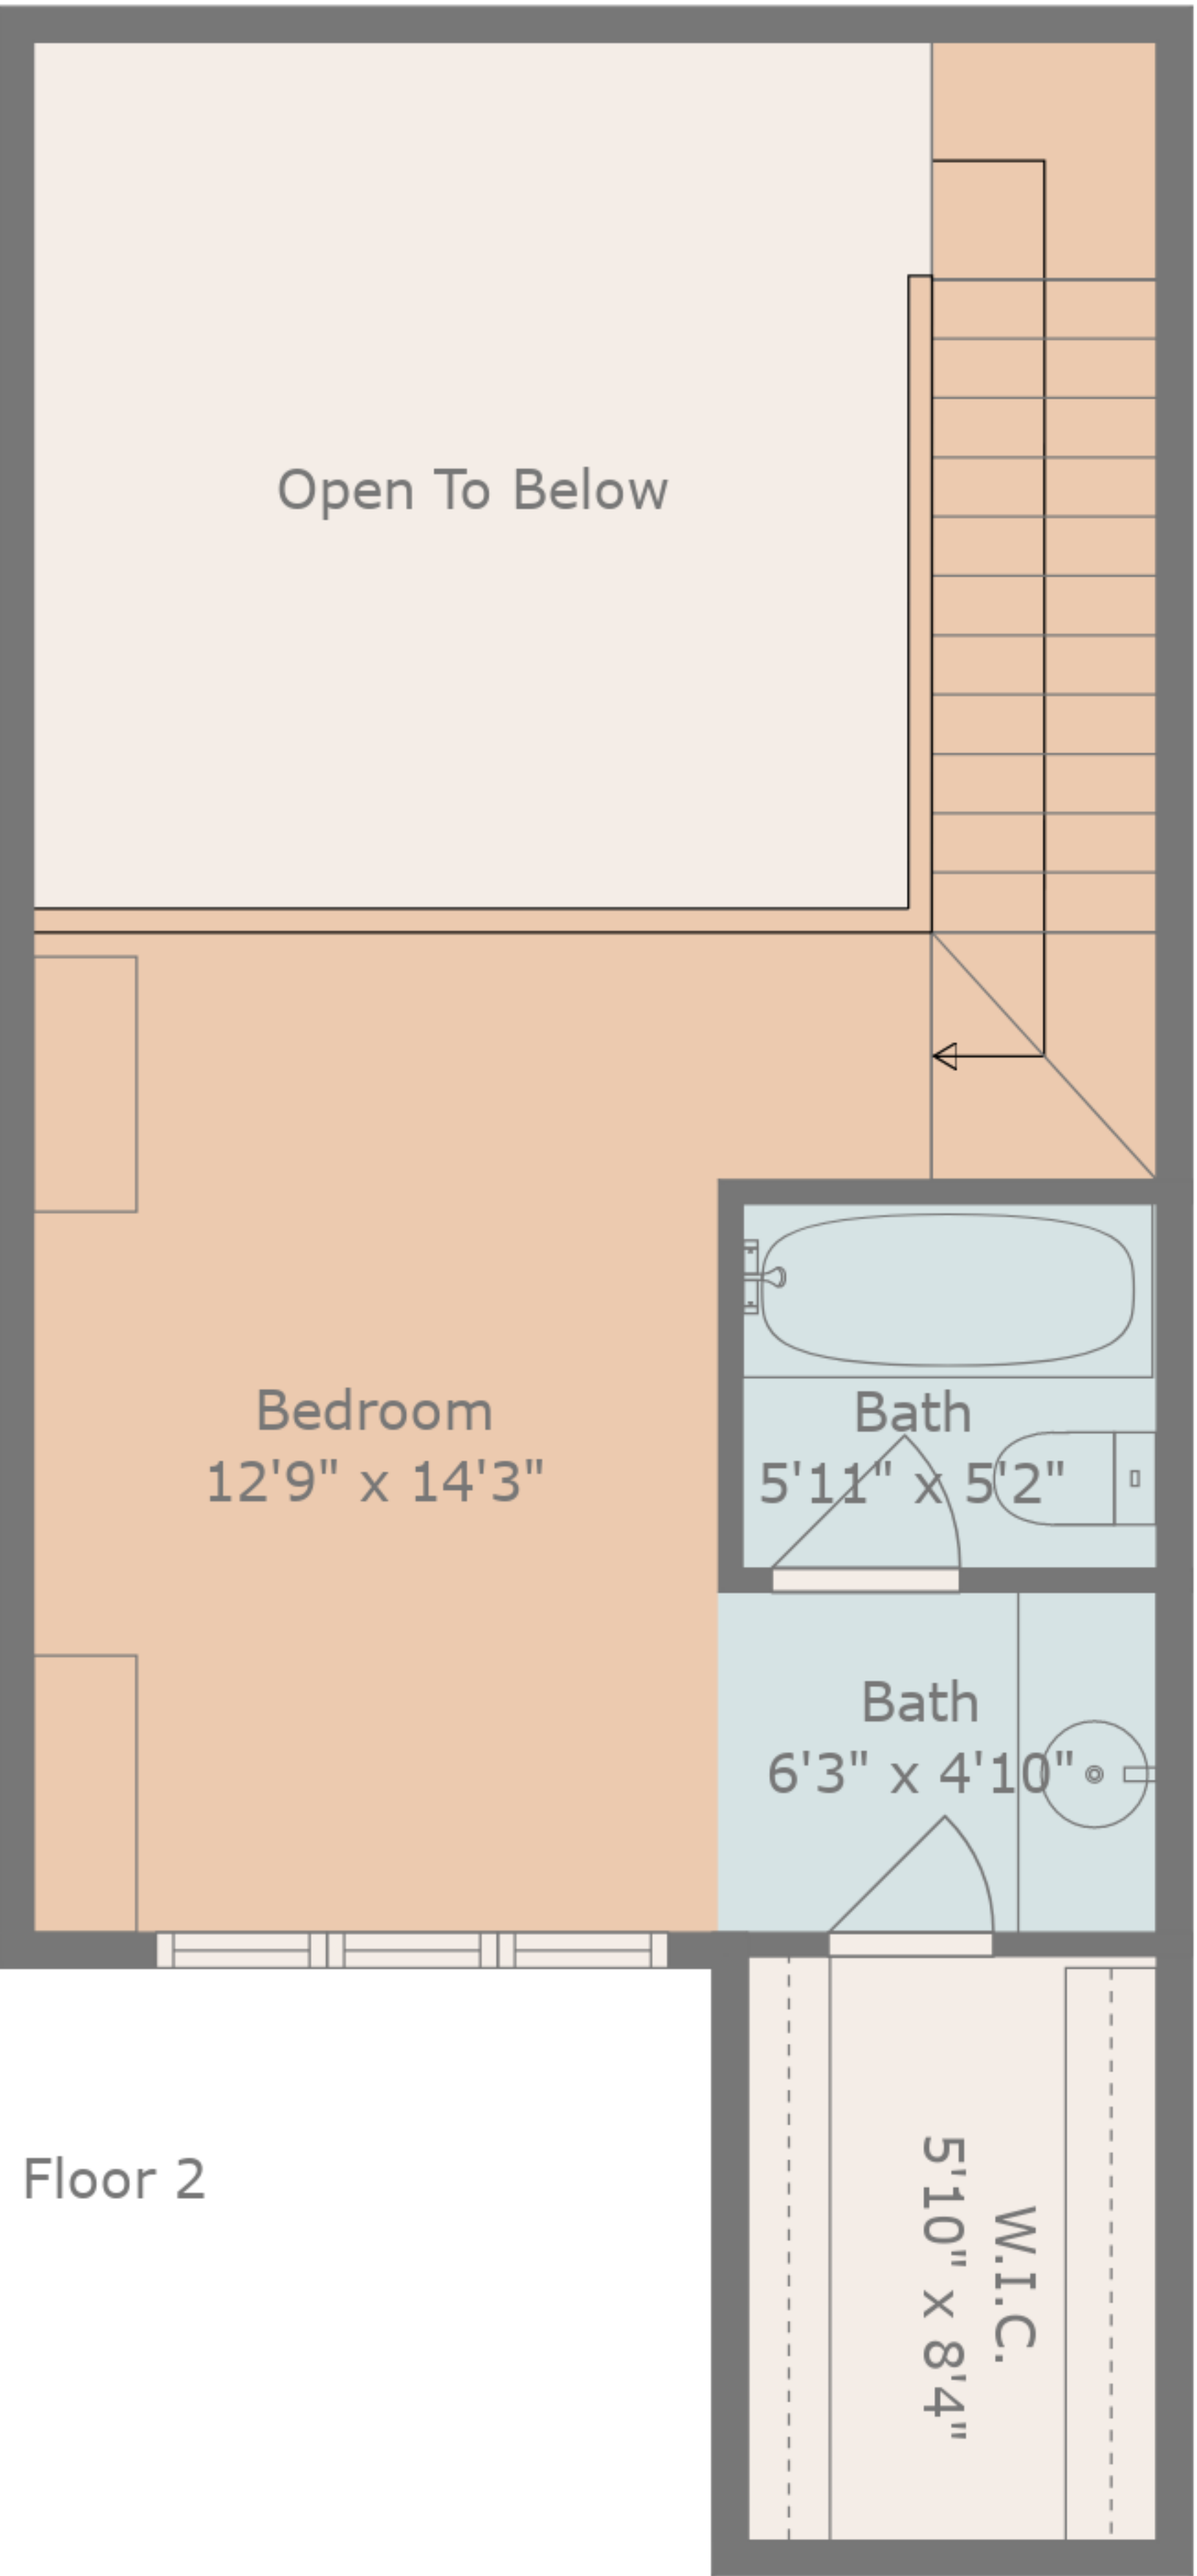 Open To Below
Bedroom
12'9" x 14'3"
Bath
5'11" x 5'2"
Bath
6'3" x 4'10"
W.I.C.
5'10" x 8'4"
Floor 2